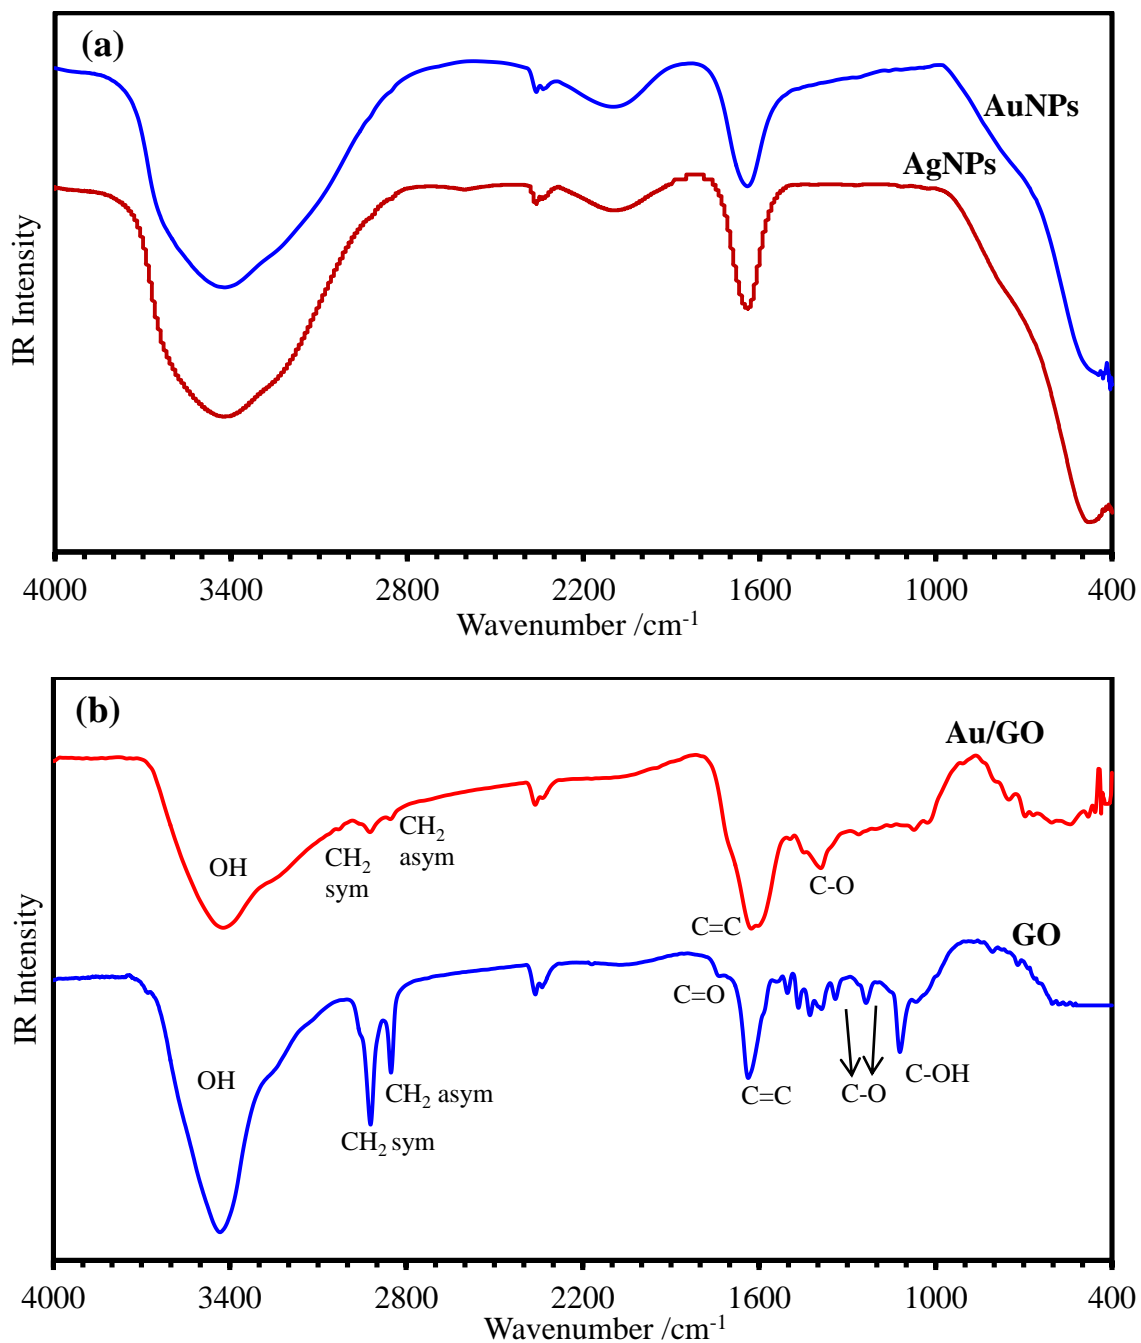 (a)
AuNPs
AgNPs
IR Intensity
4000 3400 2800 2200 1600 1000 400
Wavenumber /cm⁻¹
(b)
Au/GO
CH₂ asym
OH
CH₂ sym
C-O
C=C
GO
C=O
OH
CH₂ asym
C=C
C-O
C-OH
CH₂ sym
IR Intensity
4000 3400 2800 2200 1600 1000 400
Wavenumber /cm⁻¹